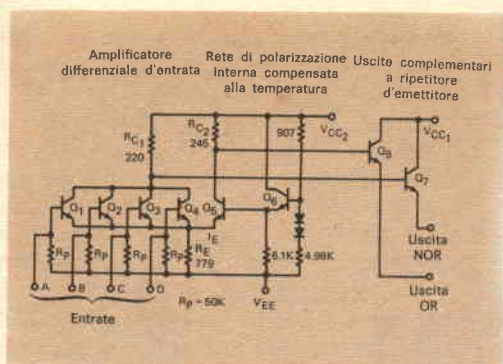 Amplificatore
differenziale d'entrata
Rete di polarizzazione
Interna compensata
alla temperatura
Uscite complementari
a ripetitore
d'emettitore
RC1
220
RC2
245
907
VCC2
VCC1
Q8
Q7
Q1
Q2
Q3
Q4
Q5
Q6
IE
RP
RP
RP
RP
RE
779
6.1K
4.98K
Uscita
NOR
A
B
C
D
RP = 50K
VEE
Uscita
OR
Entrate